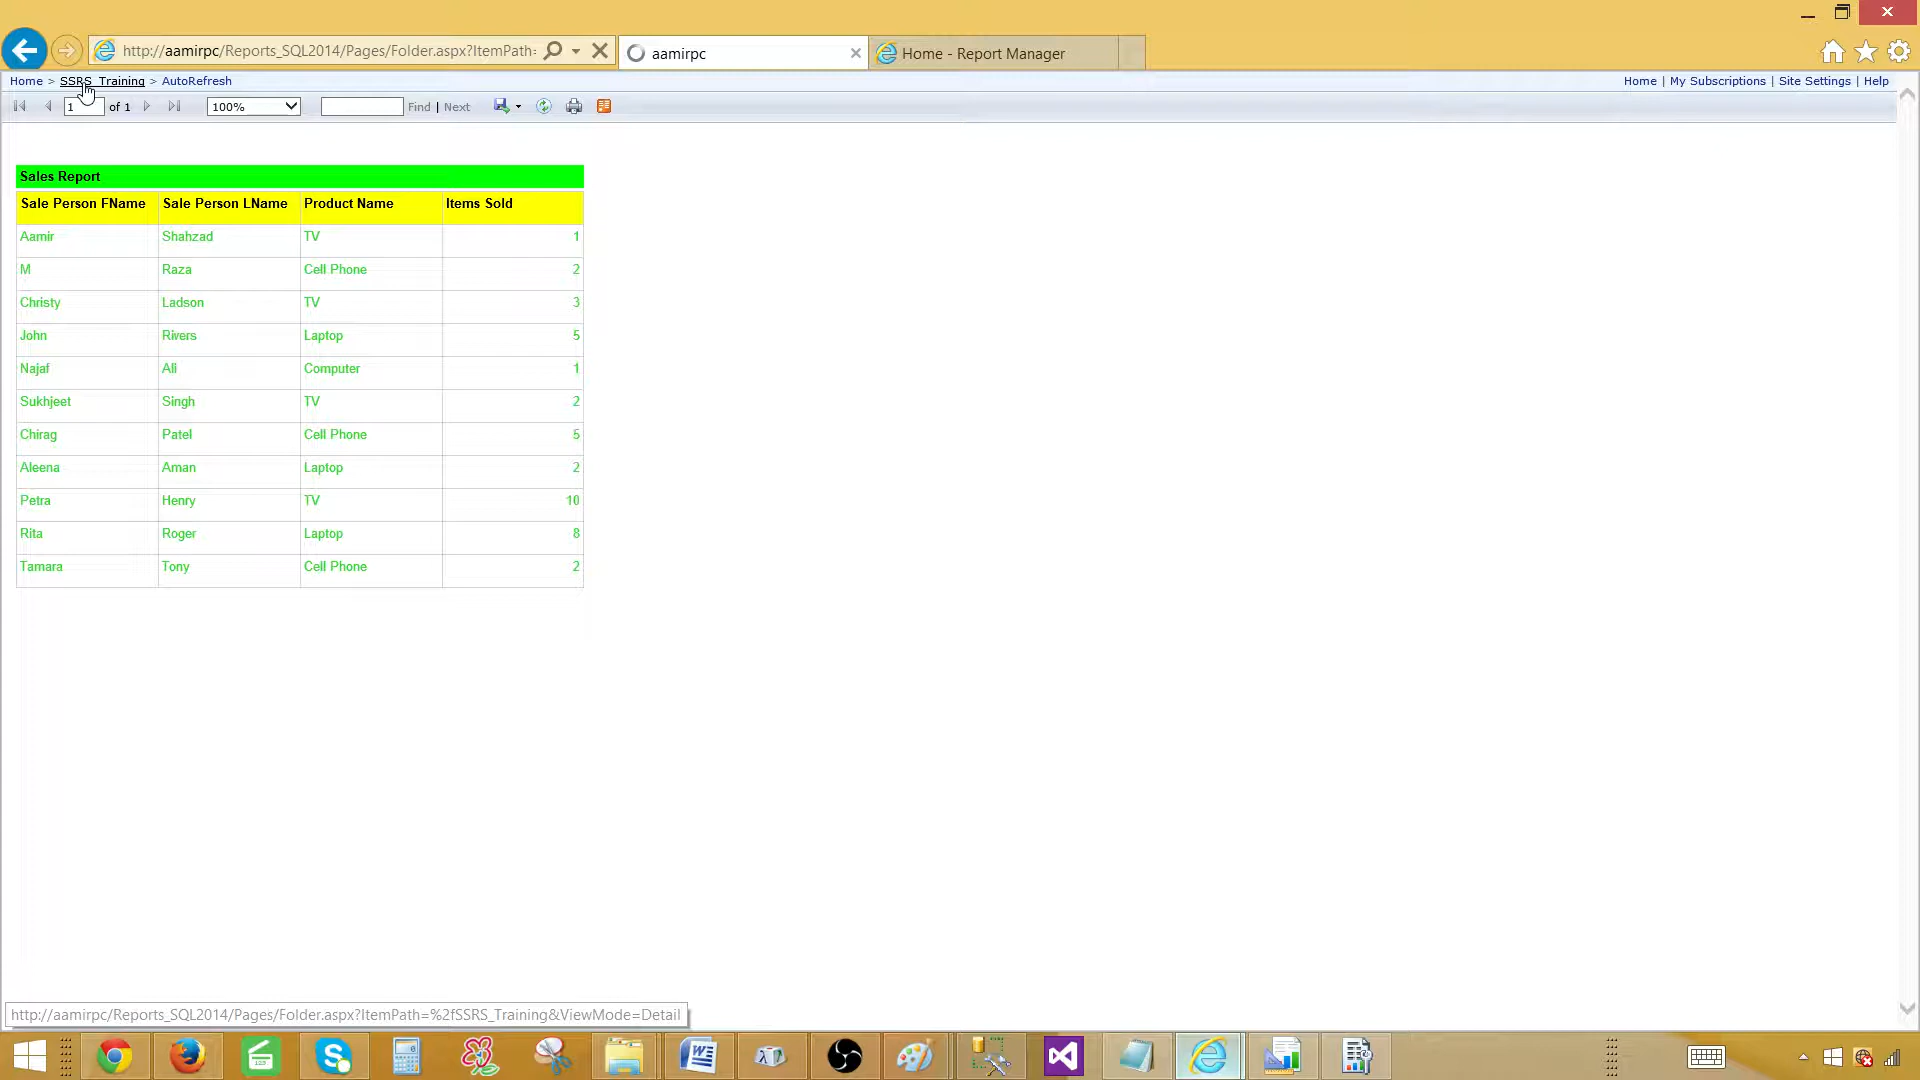 http://aamirpc/Reports_SQL2014/Pages/Folder.aspx?ItemPath=
aamirpc
Home - Report Manager
Home > SSRS_Training > AutoRefresh
Home | My Subscriptions | Site Settings | Help
1 of 1
100%
Find | Next
Sales Report
Sale Person FName Sale Person LName Product Name Items Sold
Aamir Shahzad TV 1
M Raza Cell Phone 2
Christy Ladson TV 3
John Rivers Laptop 5
Najaf Ali Computer 1
Sukhjeet Singh TV 2
Chirag Patel Cell Phone 5
Aleena Aman Laptop 2
Petra Henry TV 10
Rita Roger Laptop 8
Tamara Tony Cell Phone 2
http://aamirpc/Reports_SQL2014/Pages/Folder.aspx?ItemPath=%2fSSRS_Training&ViewMode=Detail